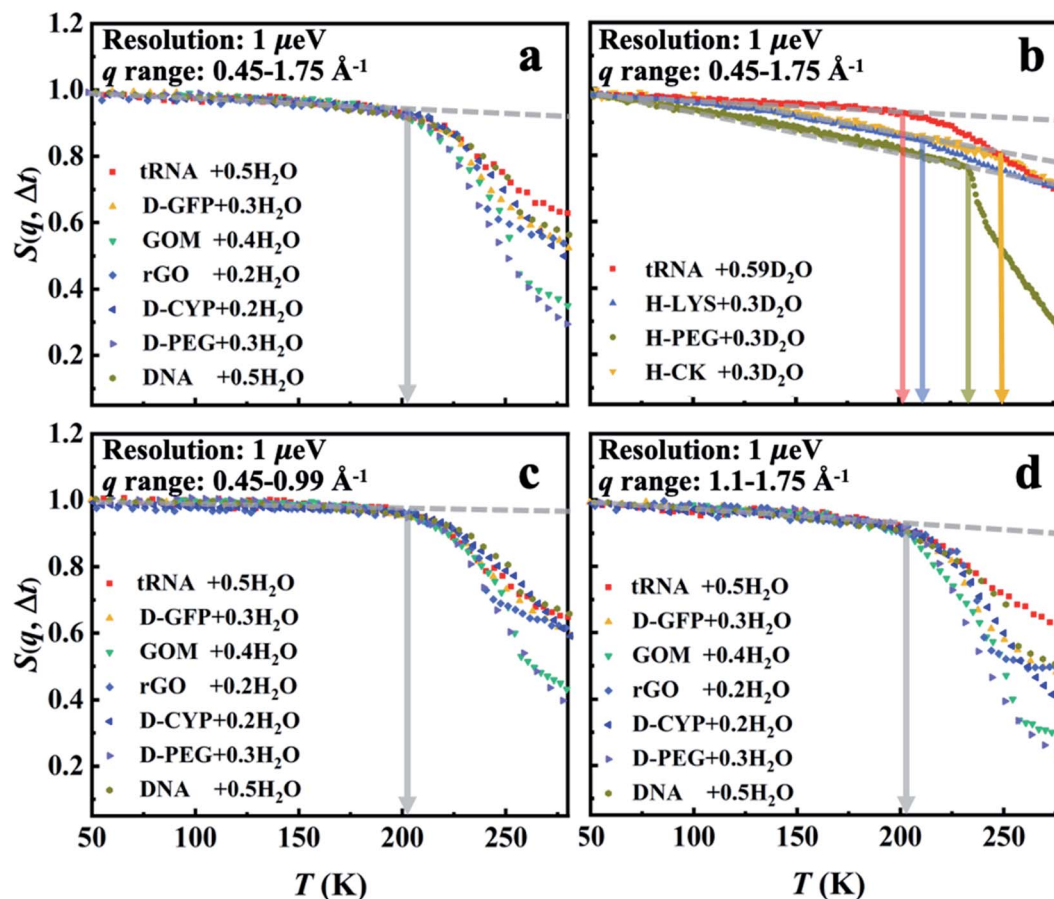 Resolution: 1 μeV
q range: 0.45-1.75 Å⁻¹
a
tRNA +0.5H₂O
D-GFP+0.3H₂O
GOM +0.4H₂O
rGO +0.2H₂O
D-CYP+0.2H₂O
D-PEG+0.3H₂O
DNA +0.5H₂O
S(q, Δt)
1.2
1.0
0.8
0.6
0.4
0.2
Resolution: 1 μeV
q range: 0.45-1.75 Å⁻¹
b
tRNA +0.59D₂O
H-LYS+0.3D₂O
H-PEG+0.3D₂O
H-CK +0.3D₂O
Resolution: 1 μeV
q range: 0.45-0.99 Å⁻¹
c
tRNA +0.5H₂O
D-GFP+0.3H₂O
GOM +0.4H₂O
rGO +0.2H₂O
D-CYP+0.2H₂O
D-PEG+0.3H₂O
DNA +0.5H₂O
S(q, Δt)
1.2
1.0
0.8
0.6
0.4
0.2
50 100 150 200 250
T (K)
Resolution: 1 μeV
q range: 1.1-1.75 Å⁻¹
d
tRNA +0.5H₂O
D-GFP+0.3H₂O
GOM +0.4H₂O
rGO +0.2H₂O
D-CYP+0.2H₂O
D-PEG+0.3H₂O
DNA +0.5H₂O
50 100 150 200 250
T (K)